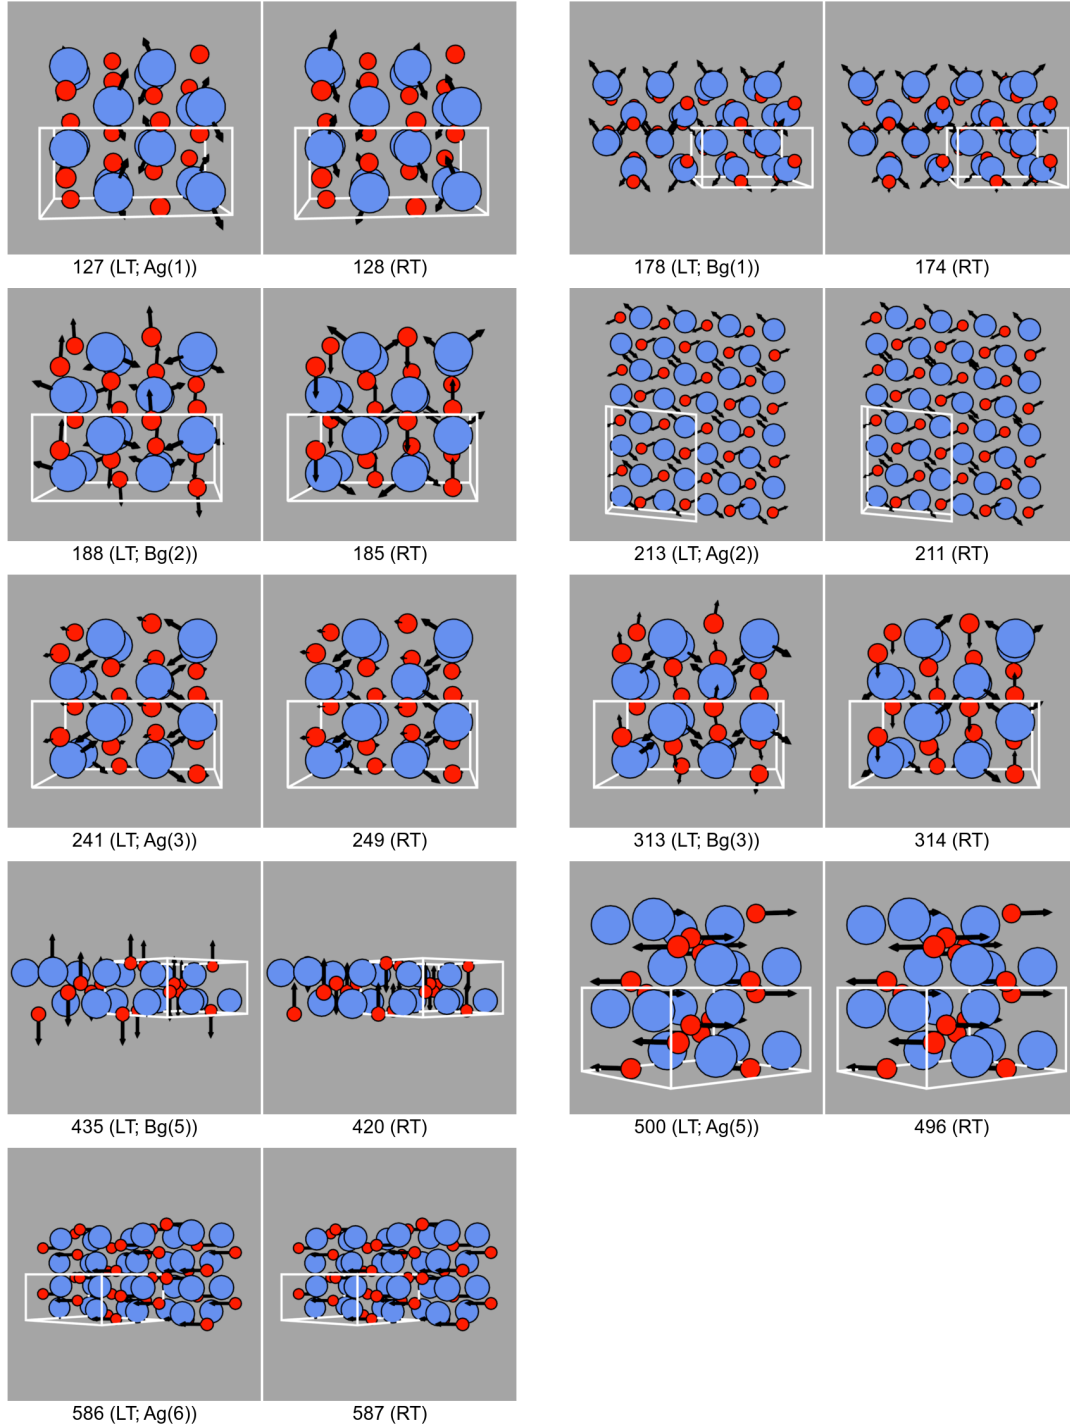 127 (LT; Ag(1))
128 (RT)
178 (LT; Bg(1))
174 (RT)
188 (LT; Bg(2))
185 (RT)
213 (LT; Ag(2))
211 (RT)
241 (LT; Ag(3))
249 (RT)
313 (LT; Bg(3))
314 (RT)
435 (LT; Bg(5))
420 (RT)
500 (LT; Ag(5))
496 (RT)
586 (LT; Ag(6))
587 (RT)